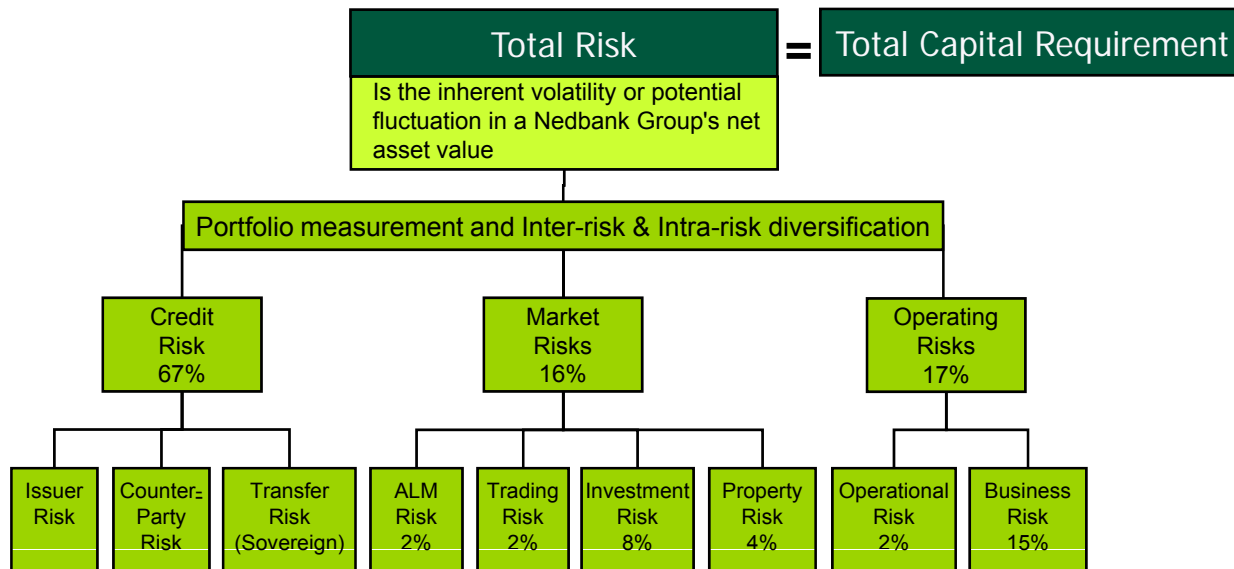 Total Risk
=
Total Capital Requirement
Is the inherent volatility or potential
fluctuation in a Nedbank Group's net
asset value
Portfolio measurement and Inter-risk & Intra-risk diversification
Credit
Risk
67%
Market
Risks
16%
Operating
Risks
17%
Issuer
Risk
Counter-
Party
Risk
Transfer
Risk
(Sovereign)
ALM
Risk
2%
Trading
Risk
2%
Investment
Risk
8%
Property
Risk
4%
Operational
Risk
2%
Business
Risk
15%